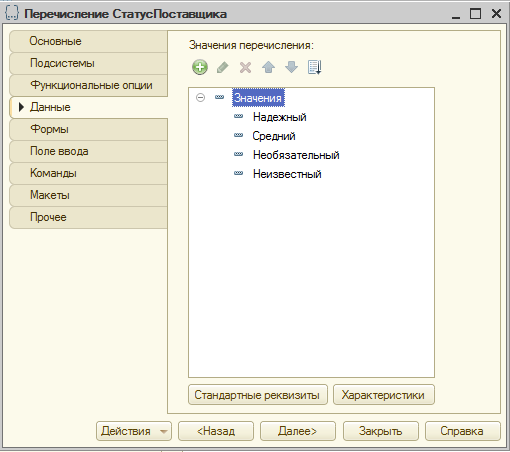 Перечисление СтатусПоставщика
Основные
Подсистемы
Функциональные опции
Данные
Формы
Поле ввода
Команды
Макеты
Прочее
Значения перечисления:
Значения
Надежный
Средний
Необязательный
Неизвестный
Стандартные реквизиты
Характеристики
Действия
<Назад
Далее>
Закрыть
Справка